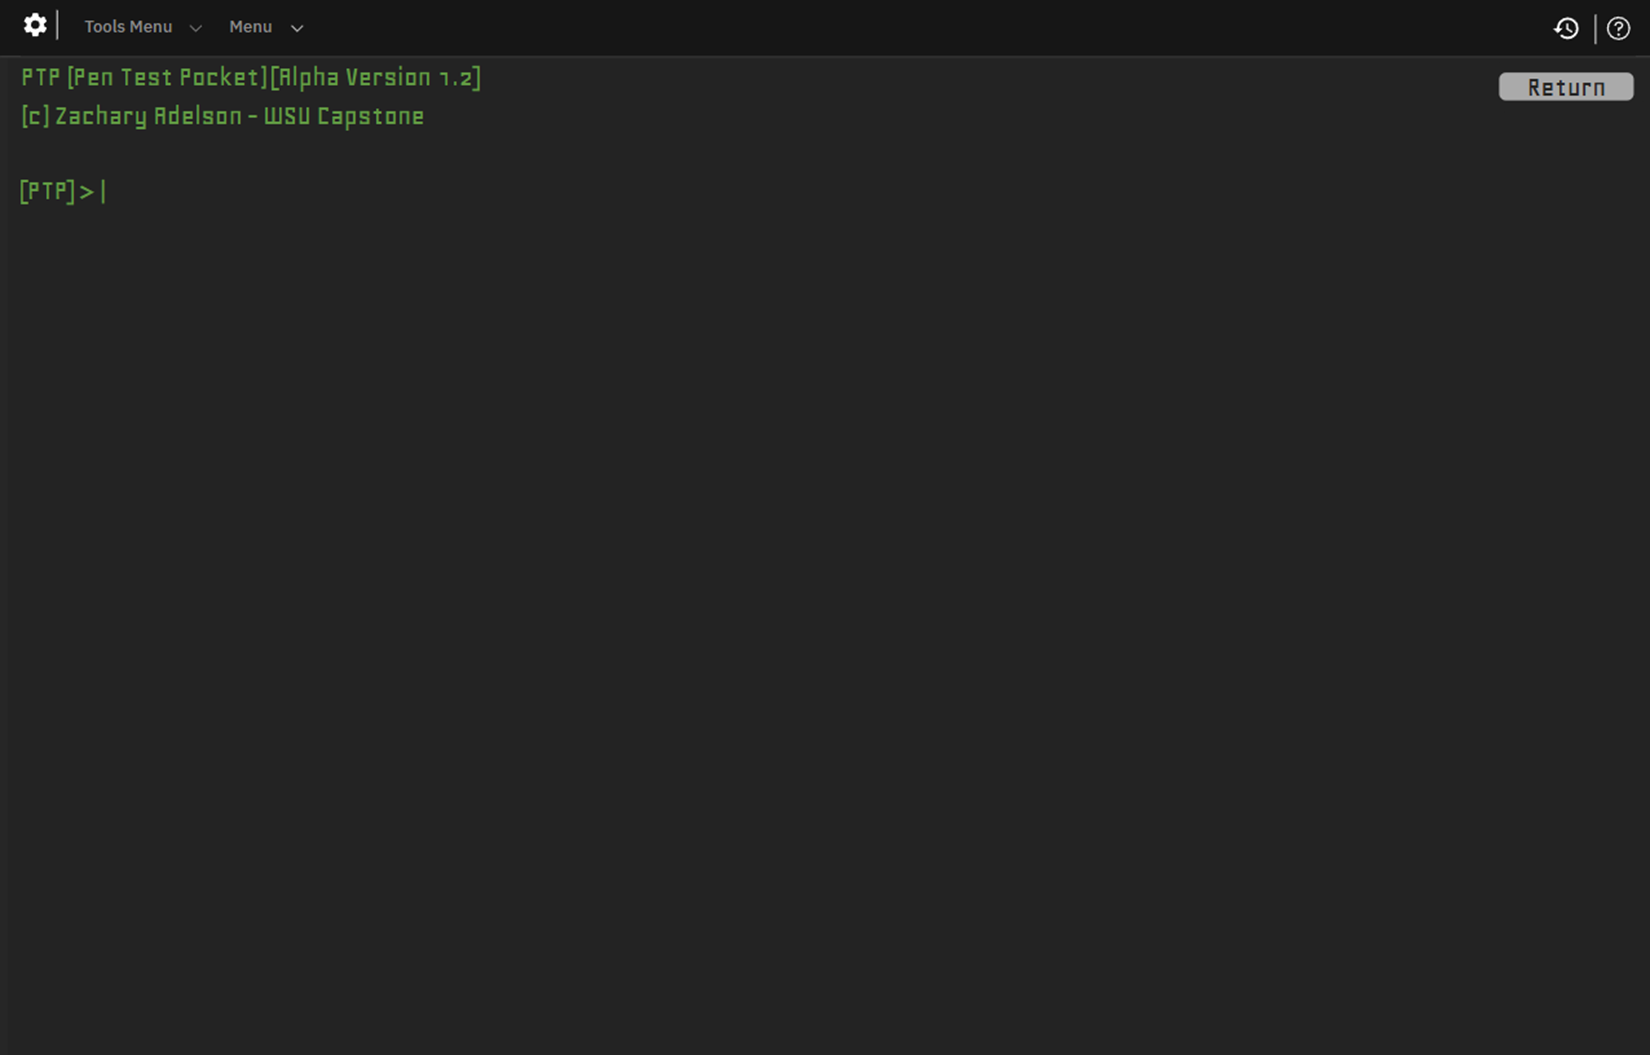 Tools Menu Menu
PTP [Pen Test Pocket][Alpha Version 1.2]
Return
[c] Zachary Adelson - WSU Capstone
[PTP]>|